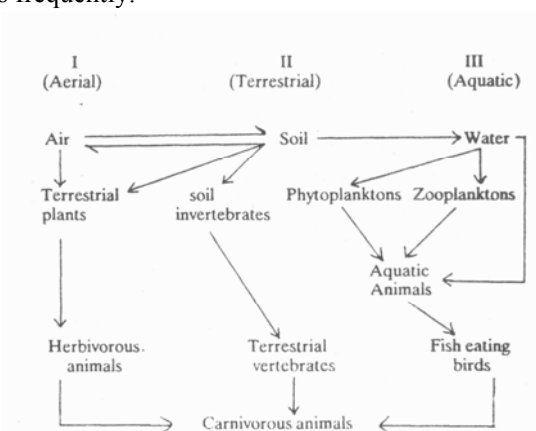 frequently.
I II III
(Aerial) (Terrestrial) (Aquatic)
Air Soil Water
Terrestrial soil Phytoplanktons Zooplanktons
plants invertebrates
Aquatic
Animals
Herbivorous. Terrestrial Fish eating
animals vertebrates birds
Carnivorous animals